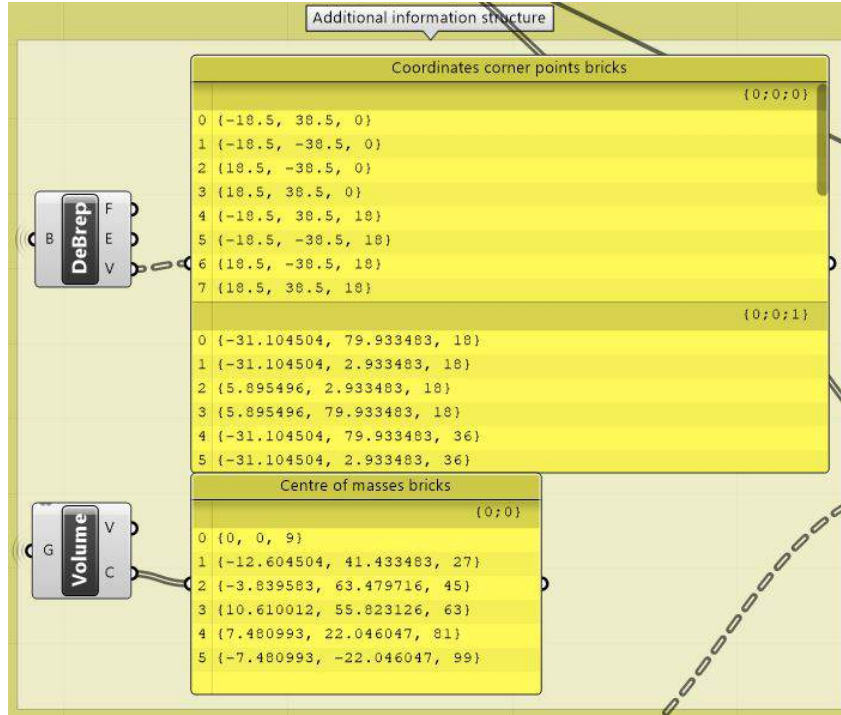 Additional information structure
Coordinates corner points bricks
{0;0;0}
0 {-18.5, 38.5, 0}
1 {-18.5, -38.5, 0}
2 {18.5, -38.5, 0}
3 {18.5, 38.5, 0}
4 {-18.5, 38.5, 18}
5 {-18.5, -38.5, 18}
6 {18.5, -38.5, 18}
7 {18.5, 38.5, 18}
{0;0;1}
0 {-31.104504, 79.933483, 18}
1 {-31.104504, 2.933483, 18}
2 {5.895496, 2.933483, 18}
3 {5.895496, 79.933483, 18}
4 {-31.104504, 79.933483, 36}
5 {-31.104504, 2.933483, 36}
B DeBrep F E V
Centre of masses bricks
{0;0}
0 {0, 0, 9}
1 {-12.604504, 41.433483, 27}
2 {-3.839583, 63.479716, 45}
3 {10.610012, 55.823126, 63}
4 {7.480993, 22.046047, 81}
5 {-7.480993, -22.046047, 99}
G Volume V C